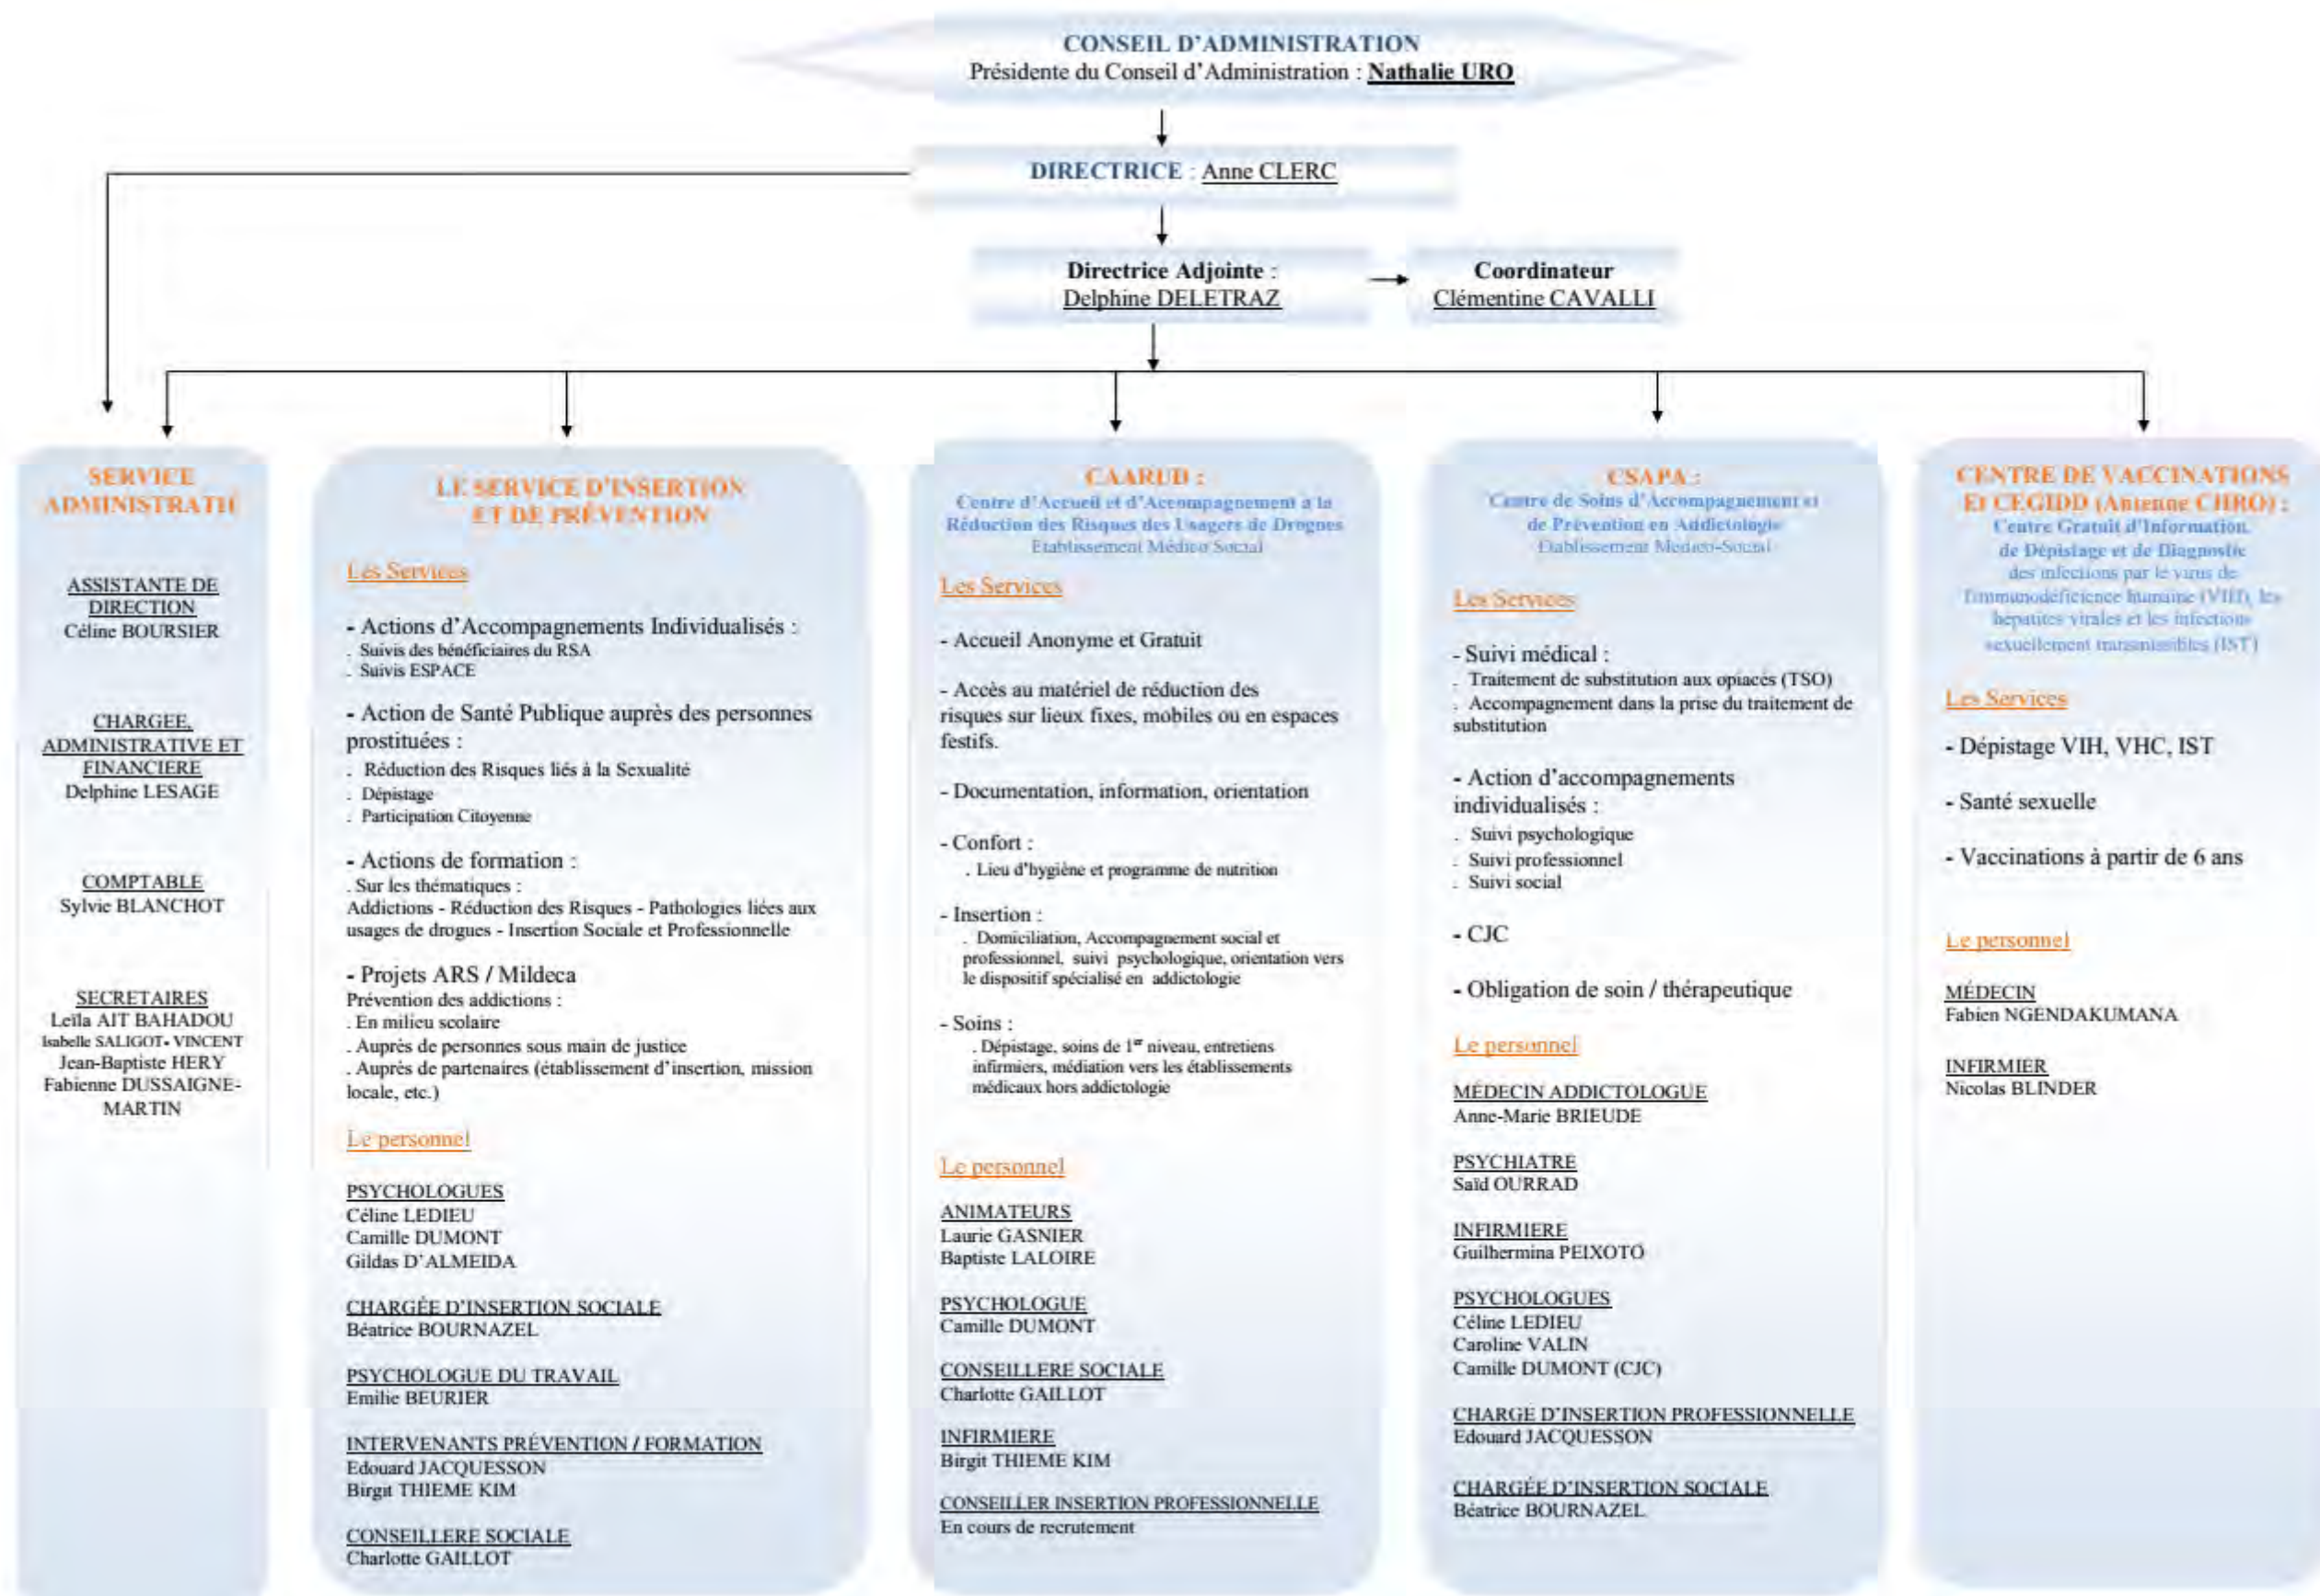 CONSEIL D'ADMINISTRATION
Présidente du Conseil d'Administration : Nathalie URO
DIRECTRICE : Anne CLERC
Directrice Adjointe :
Delphine DELETRAZ
Coordinateur
Clémentine CAVALLI
SERVICE
ADMINISTRATIF
ASSISTANTE DE
DIRECTION
Céline BOURSIER
CHARGEE,
ADMINISTRATIVE ET
FINANCIERE
Delphine LESAGE
COMPTABLE
Sylvie BLANCHOT
SECRETAIRES
Leïla AIT BAHADOU
Isabelle SALIGOT- VINCENT
Jean-Baptiste HERY
Fabienne DUSSAIGNE-
MARTIN
LE SERVICE D'INSERTION
ET DE PRÉVENTION
Les Services
- Actions d'Accompagnements Individualisés :
. Suivis des bénéficiaires du RSA
. Suivis ESPACE
- Action de Santé Publique auprès des personnes
prostituées :
. Réduction des Risques liés à la Sexualité
. Dépistage
. Participation Citoyenne
- Actions de formation :
. Sur les thématiques :
Addictions - Réduction des Risques - Pathologies liées aux
usages de drogues - Insertion Sociale et Professionnelle
- Projets ARS / Mildeca
Prévention des addictions :
. En milieu scolaire
. Auprès de personnes sous main de justice
. Auprès de partenaires (établissement d'insertion, mission
locale, etc.)
Le personnel
PSYCHOLOGUES
Céline LEDIEU
Camille DUMONT
Gildas D'ALMEIDA
CHARGÉE D'INSERTION SOCIALE
Béatrice BOURNAZEL
PSYCHOLOGUE DU TRAVAIL
Emilie BEURIER
INTERVENANTS PRÉVENTION / FORMATION
Edouard JACQUESSON
Birgit THIEME KIM
CONSEILLERE SOCIALE
Charlotte GAILLOT
CAARUD :
Centre d'Accueil et d'Accompagnement à la
Réduction des Risques des Usagers de Drogues
Etablissement Médico Social
Les Services
- Accueil Anonyme et Gratuit
- Accès au matériel de réduction des
risques sur lieux fixes, mobiles ou en espaces
festifs.
- Documentation, information, orientation
- Confort :
. Lieu d'hygiène et programme de nutrition
- Insertion :
. Domiciliation, Accompagnement social et
professionnel, suivi psychologique, orientation vers
le dispositif spécialisé en addictologie
- Soins :
. Dépistage, soins de 1er niveau, entretiens
infirmiers, médiation vers les établissements
médicaux hors addictologie
Le personnel
ANIMATEURS
Laurie GASNIER
Baptiste LALOIRE
PSYCHOLOGUE
Camille DUMONT
CONSEILLERE SOCIALE
Charlotte GAILLOT
INFIRMIERE
Birgit THIEME KIM
CONSEILLER INSERTION PROFESSIONNELLE
En cours de recrutement
CSAPA :
Centre de Soins d'Accompagnement et
de Prévention en Addictologie
Etablissement Médico-Social
Les Services
- Suivi médical :
. Traitement de substitution aux opiacés (TSO)
. Accompagnement dans la prise du traitement de
substitution
- Action d'accompagnements
individualisés :
. Suivi psychologique
. Suivi professionnel
. Suivi social
- CJC
- Obligation de soin / thérapeutique
Le personnel
MÉDECIN ADDICTOLOGUE
Anne-Marie BRIEUDE
PSYCHIATRE
Saïd OURRAD
INFIRMIERE
Guilhermina PEIXOTO
PSYCHOLOGUES
Céline LEDIEU
Caroline VALIN
Camille DUMONT (CJC)
CHARGE D'INSERTION PROFESSIONNELLE
Edouard JACQUESSON
CHARGÉE D'INSERTION SOCIALE
Béatrice BOURNAZEL
CENTRE DE VACCINATIONS
Et CEGIDD (Antenne CHRO) :
Centre Gratuit d'Information,
de Dépistage et de Diagnostic
des infections par le virus de
l'immunodéficience humaine (VIH), les
hépatites virales et les infections
sexuellement transmissibles (IST)
Les Services
- Dépistage VIH, VHC, IST
- Santé sexuelle
- Vaccinations à partir de 6 ans
Le personnel
MÉDECIN
Fabien NGENDAKUMANA
INFIRMIER
Nicolas BLINDER